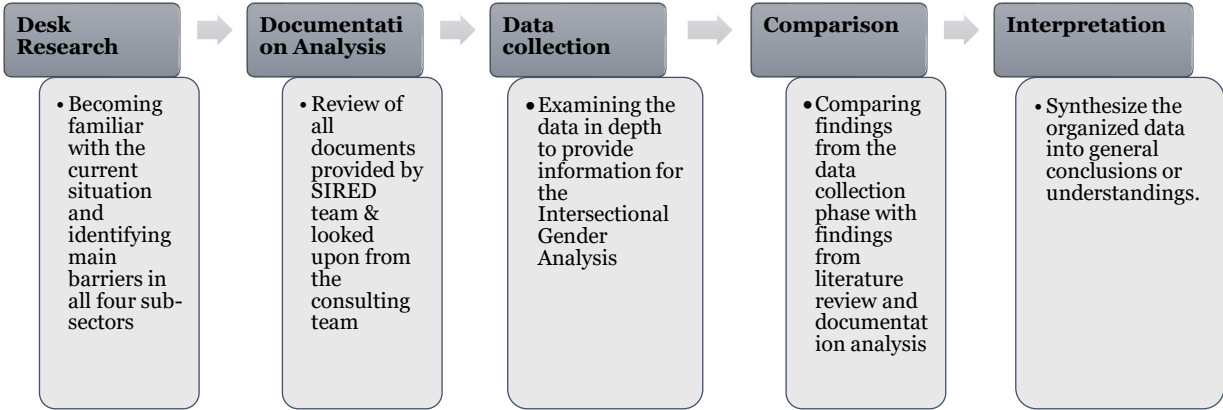 Desk
Research
• Becoming
familiar
with the
current
situation
and
identifying
main
barriers in
all four sub-
sectors
Documentati
on Analysis
• Review of
all
documents
provided by
SIRED
team &
looked
upon from
the
consulting
team
Data
collection
• Examining the
data in depth
to provide
information for
the
Intersectional
Gender
Analysis
Comparison
• Comparing
findings
from the
data
collection
phase with
findings
from
literature
review and
documentat
ion analysis
Interpretation
• Synthesize the
organized data
into general
conclusions or
understandings.